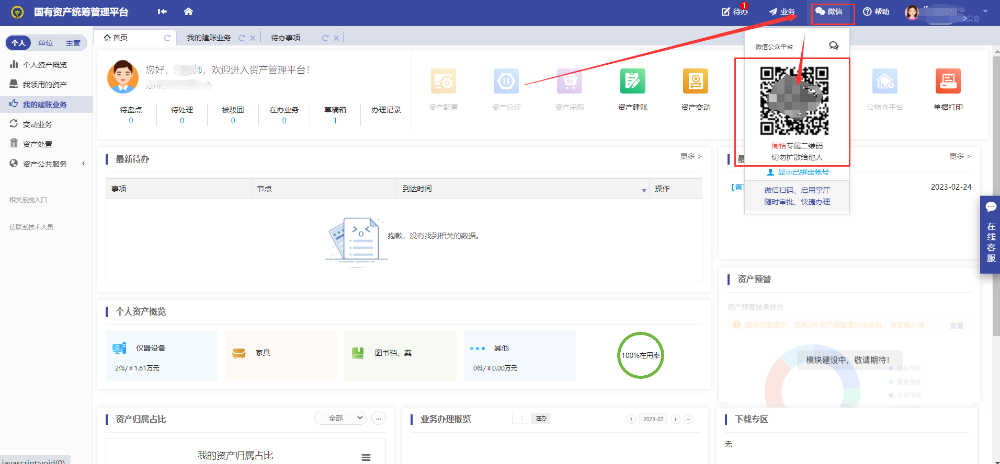 国有资产统筹管理平台
待办
1
业务
微信
帮助
委员会
个人
单位
主管
首页
我的建账业务
待办事项
个人资产概览
我领用的资产
我的建账业务
变动业务
资产处置
资产公共服务
相关系统入口
请联系技术人员
您好，
师，欢迎进入资产管理平台！
待盘点
0
待处理
0
被驳回
0
在办业务
0
草稿箱
1
办理记录
资产配置
资产论证
资产采购
资产建账
资产变动
公物仓平台
单据打印
微信公众平台
周桔专属二维码
切勿扩散给他人
显示已绑定帐号
微信扫码、启用掌厅
随时审批、快捷办理
最新待办
更多 >
事项
节点
到达时间
操作
抱歉，没有找到相关的数据。
最
更多 >
【置
2023-02-24
在线客服
资产预警
资产预警结果统计
超标预警提示：您有2件资产超配置标准单价，请查看处理
查看
模块建设中，敬请期待！
超标预警
重复预警
检修预警
个人资产概览
仪器设备
2件/￥1.61万元
家具
图书档、案
其他
0件/￥0.00万元
100%在用率
资产归属占比
全部
...
我的资产归属占比
业务办理概览
在办
2023-03
下载专区
无
javascript:void(0)